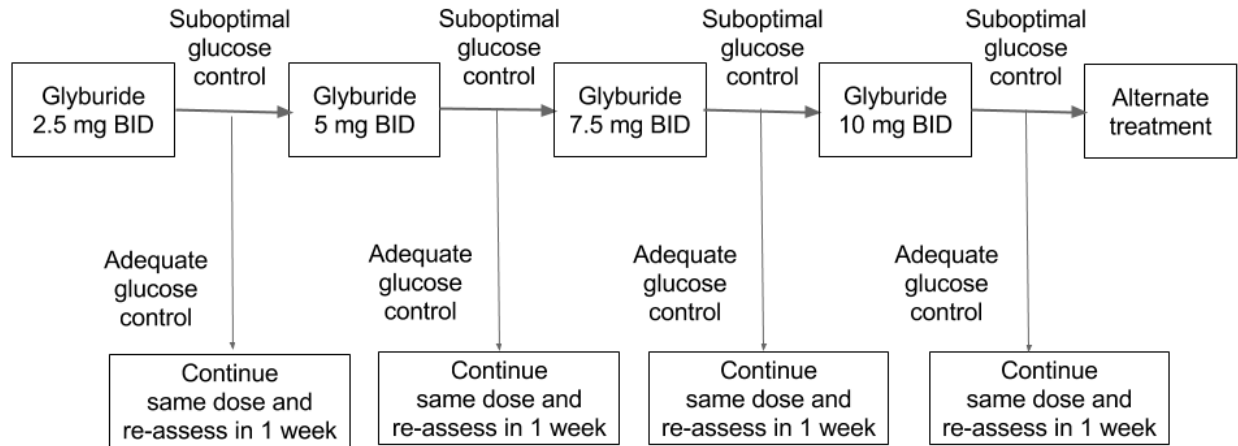 Suboptimal
glucose
control
Suboptimal
glucose
control
Suboptimal
glucose
control
Suboptimal
glucose
control
Glyburide
2.5 mg BID
Glyburide
5 mg BID
Glyburide
7.5 mg BID
Glyburide
10 mg BID
Alternate
treatment
Adequate
glucose
control
Adequate
glucose
control
Adequate
glucose
control
Adequate
glucose
control
Continue
same dose and
re-assess in 1 week
Continue
same dose and
re-assess in 1 week
Continue
same dose and
re-assess in 1 week
Continue
same dose and
re-assess in 1 week